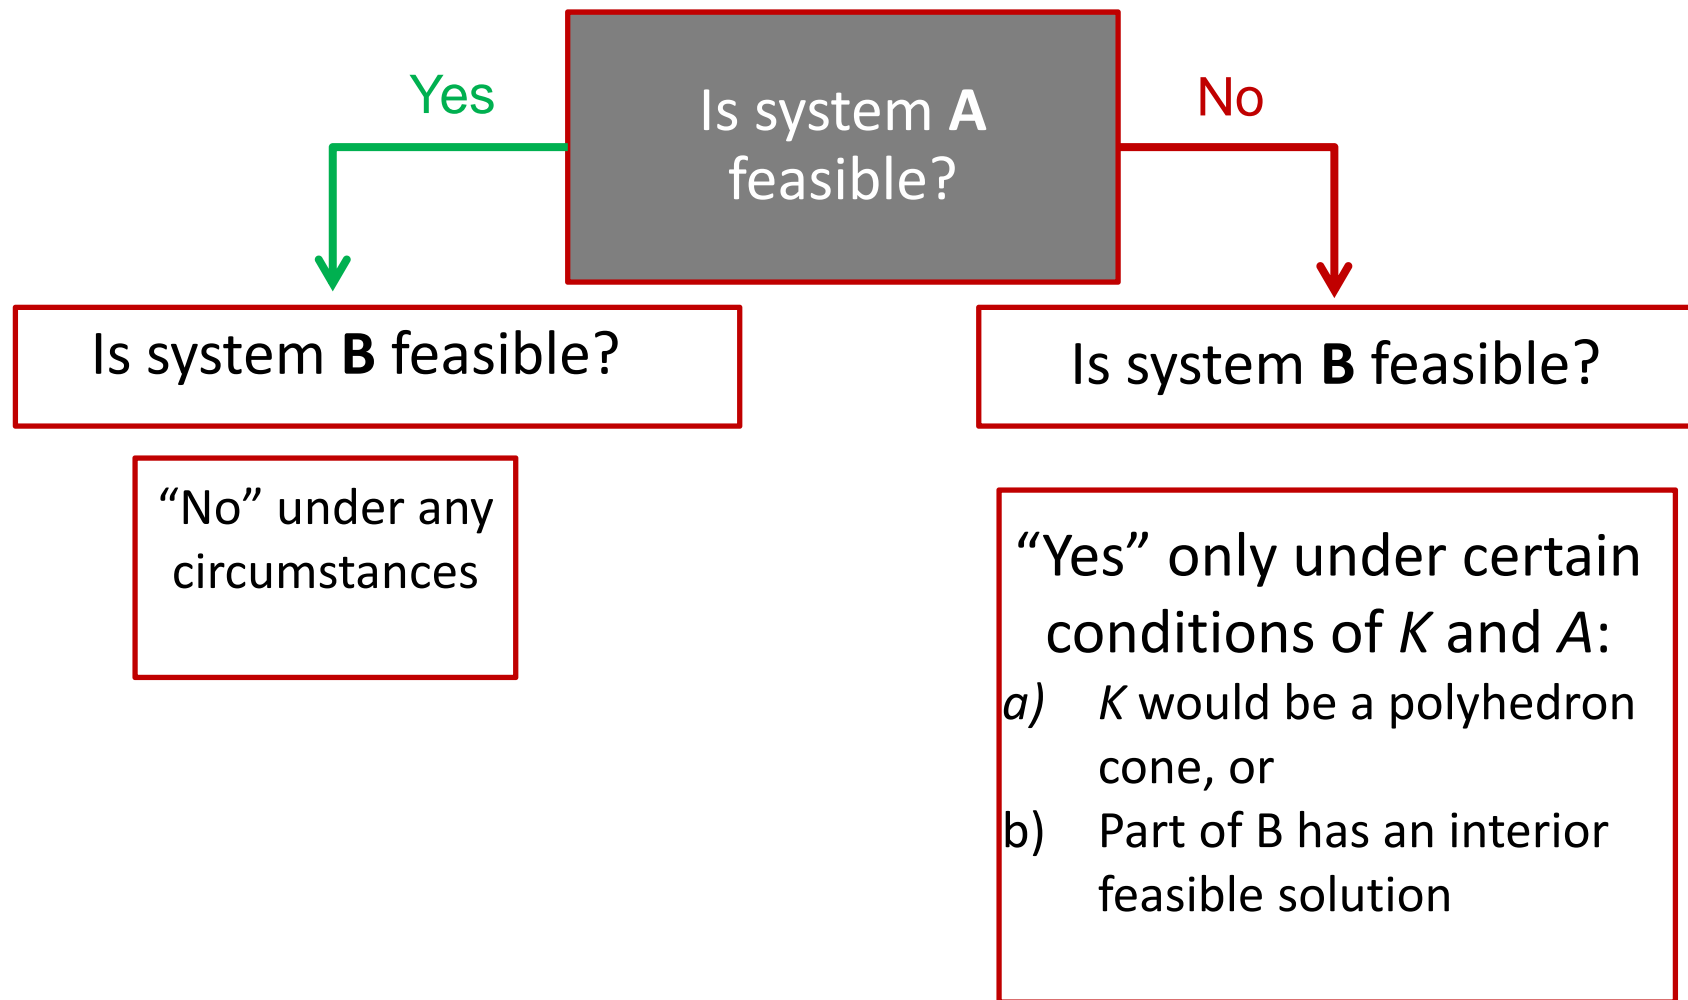 Yes
Is system A
feasible?
No
Is system B feasible?
Is system B feasible?
“No” under any
circumstances
“Yes” only under certain
conditions of K and A:
a) K would be a polyhedron
cone, or
b) Part of B has an interior
feasible solution